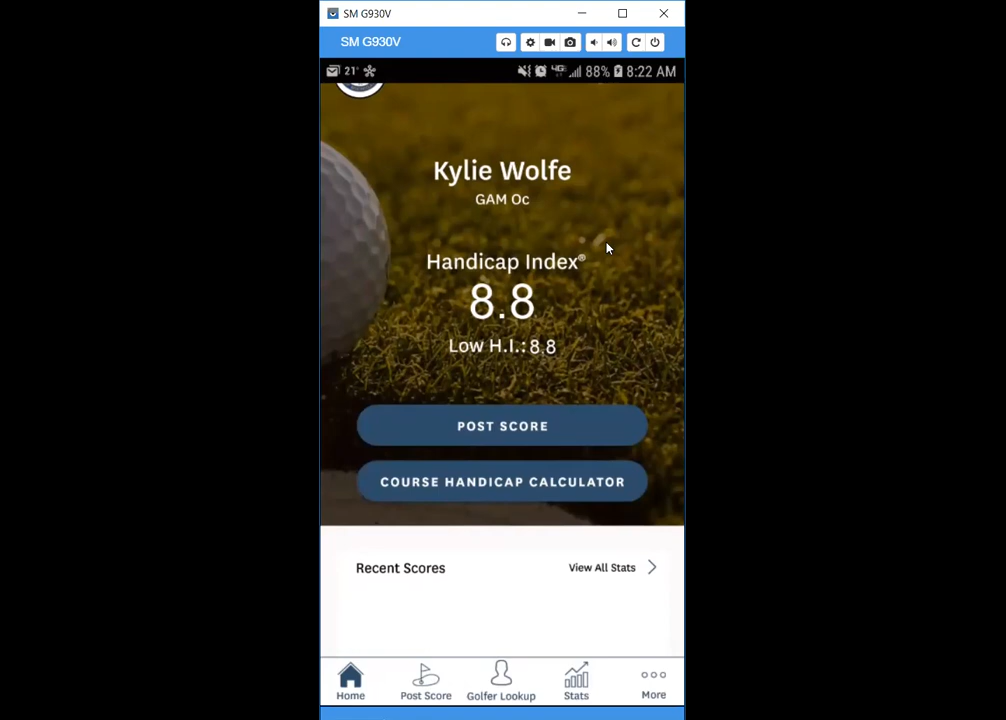 SM G930V
SM G930V
21° 4G 88% 8:22 AM
Kylie Wolfe
GAM Oc
Handicap Index®
8.8
Low H.I.: 8.8
POST SCORE
COURSE HANDICAP CALCULATOR
Recent Scores View All Stats
Home Post Score Golfer Lookup Stats More